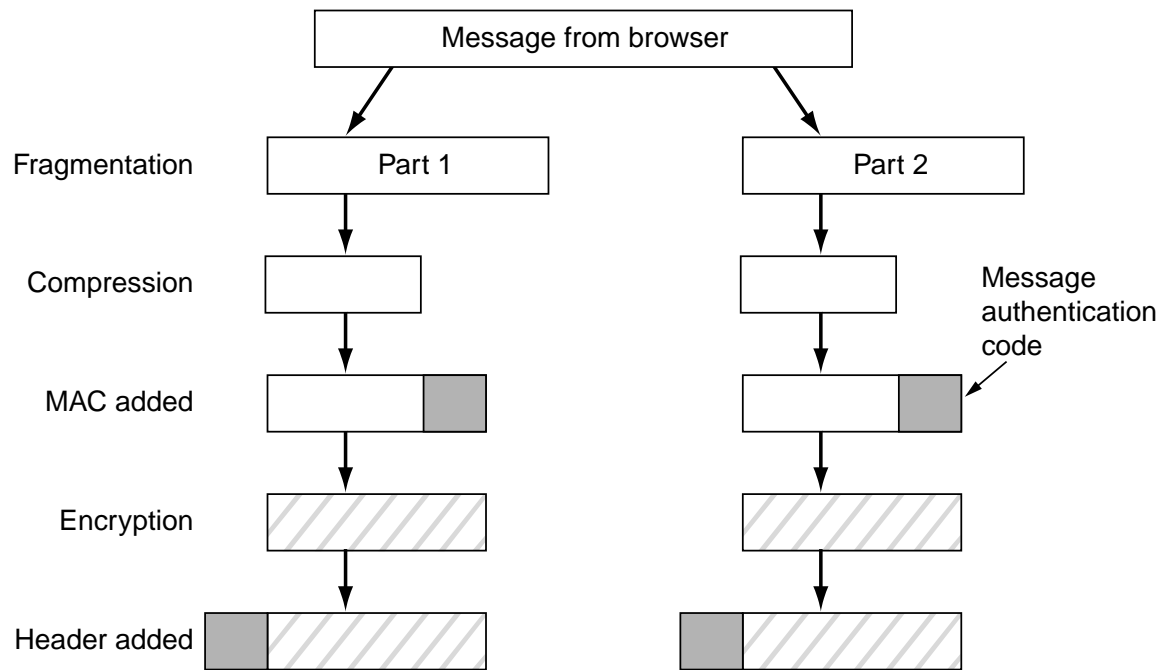 Message from browser
Fragmentation
Part 1
Part 2
Compression
Message
authentication
code
MAC added
Encryption
Header added